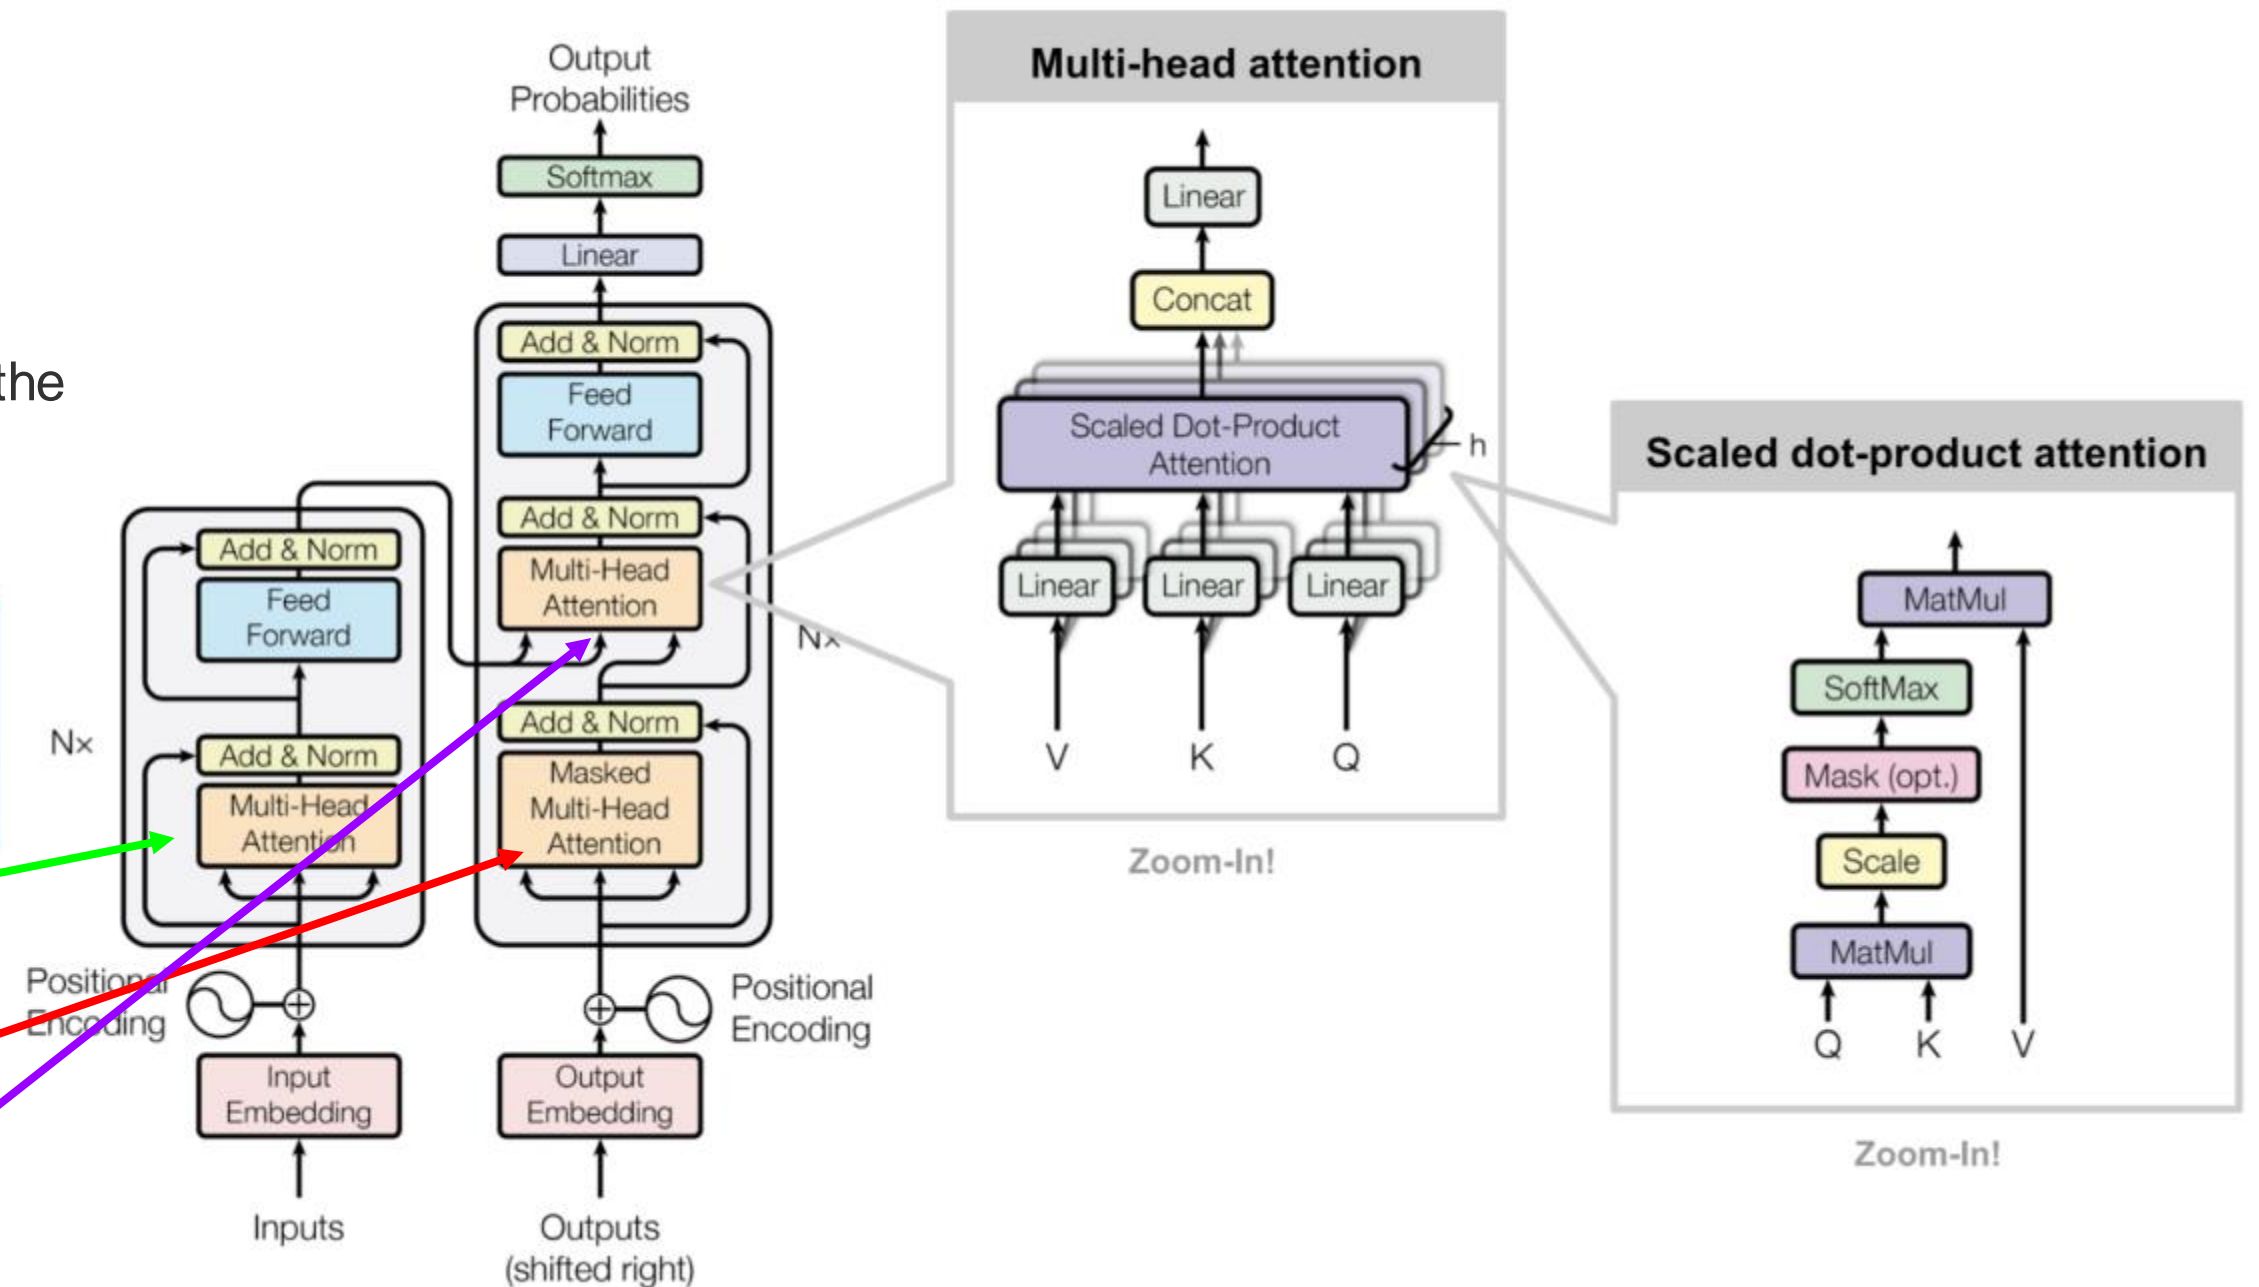 the
Output
Probabilities
Softmax
Linear
Add & Norm
Feed
Forward
Add & Norm
Multi-Head
Attention
Nx
Add & Norm
Masked
Multi-Head
Attention
Positional
Encoding
Output
Embedding
Outputs
(shifted right)
Add & Norm
Feed
Forward
Nx
Add & Norm
Multi-Head
Attention
Positional
Encoding
Input
Embedding
Inputs
Multi-head attention
Linear
Concat
Scaled Dot-Product
Attention
h
Linear Linear Linear
V K Q
Zoom-In!
Scaled dot-product attention
MatMul
SoftMax
Mask (opt.)
Scale
MatMul
Q K V
Zoom-In!